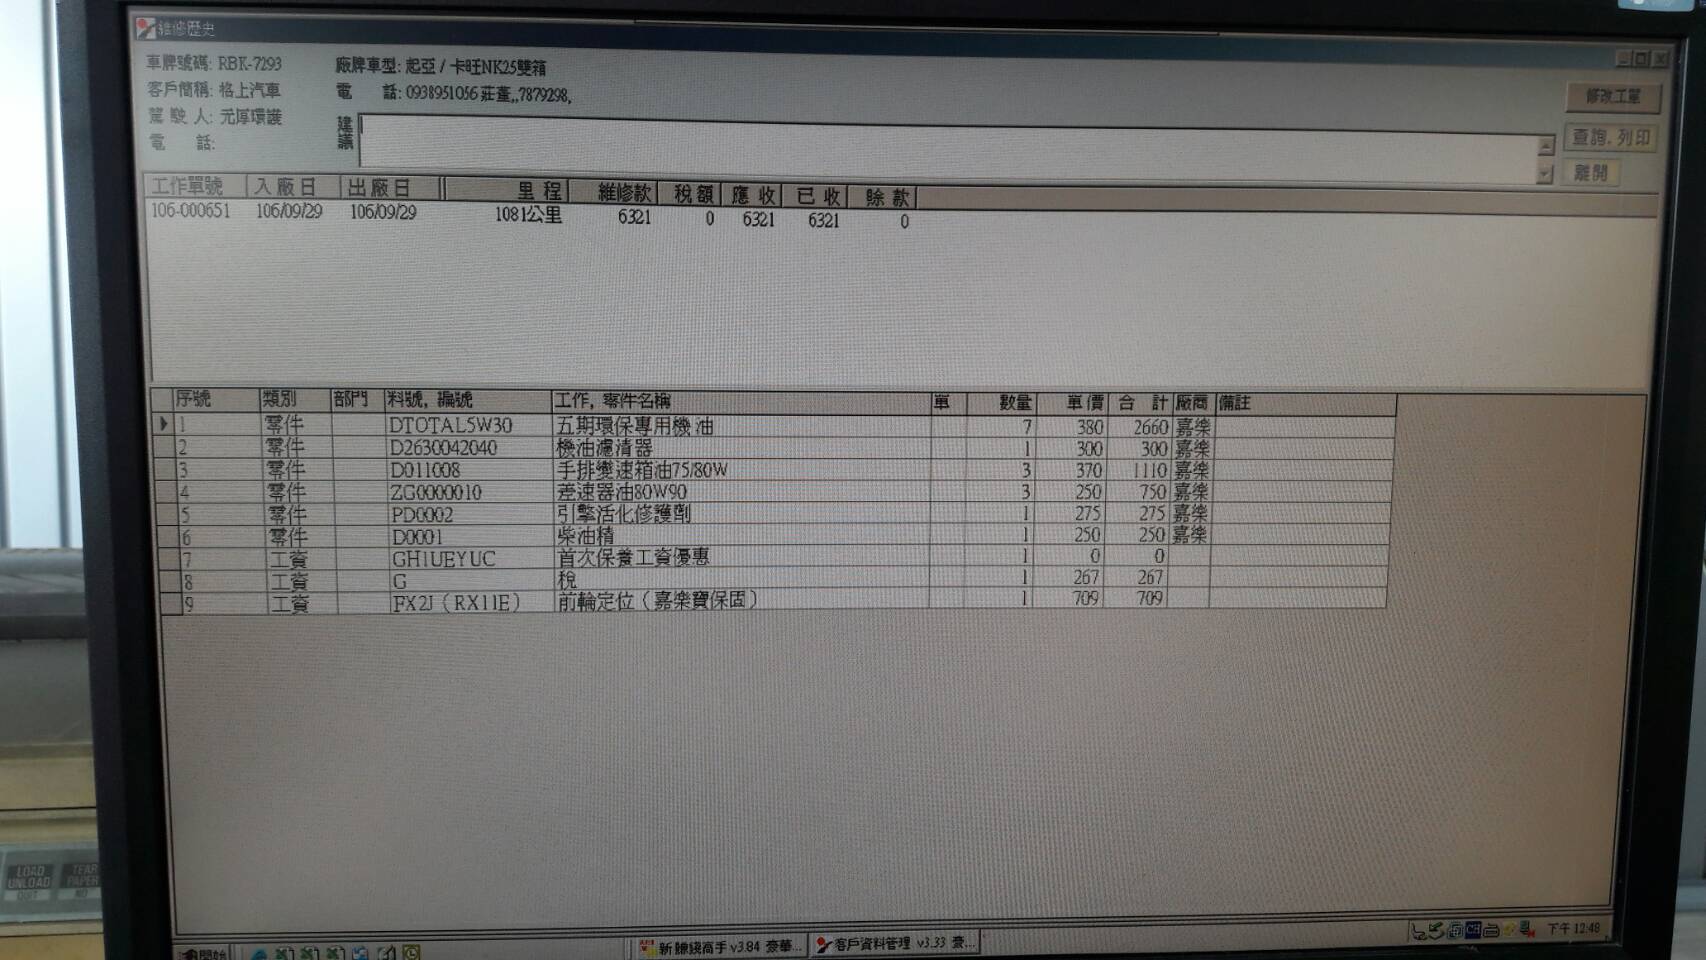 維修歷史
車牌號碼: RBK-7293 廠牌車型: 起亞 / 卡旺NK25雙箱
客戶簡稱: 格上汽車 電 話: 0938951056 莊董,,7879298,
駕 駛 人: 元厚環護 建議
電 話:
修改工單
查詢.列印
離開
工作單號 入廠日 出廠日 里程 維修款 稅額 應收 已收 賒款
106-000651 106/09/29 106/09/29 1081公里 6321 0 6321 6321 0
序號 類別 部門 料號, 編號 工作, 零件名稱 單 數量 單價 合 計 廠商 備註
1 零件 DTOTAL5W30 五期環保專用機油 7 380 2660 嘉樂
2 零件 D2630042040 機油濾清器 1 300 300 嘉樂
3 零件 D011008 手排變速箱油75/80W 3 370 1110 嘉樂
4 零件 ZG0000010 差速器油80W90 3 250 750 嘉樂
5 零件 PD0002 引擎活化修護劑 1 275 275 嘉樂
6 零件 D0001 柴油精 1 250 250 嘉樂
7 工資 GH1UEYUC 首次保養工資優惠 1 0 0
8 工資 G 稅 1 267 267
9 工資 FX2J（RX11E） 前輪定位（嘉樂寶保固） 1 709 709
LOAD UNLOAD QUIT
TEAR PAPER
開始 新賺錢高手 v3.84 豪華... 客戶資料管理 v3.33 豪... CH 下午 12:48